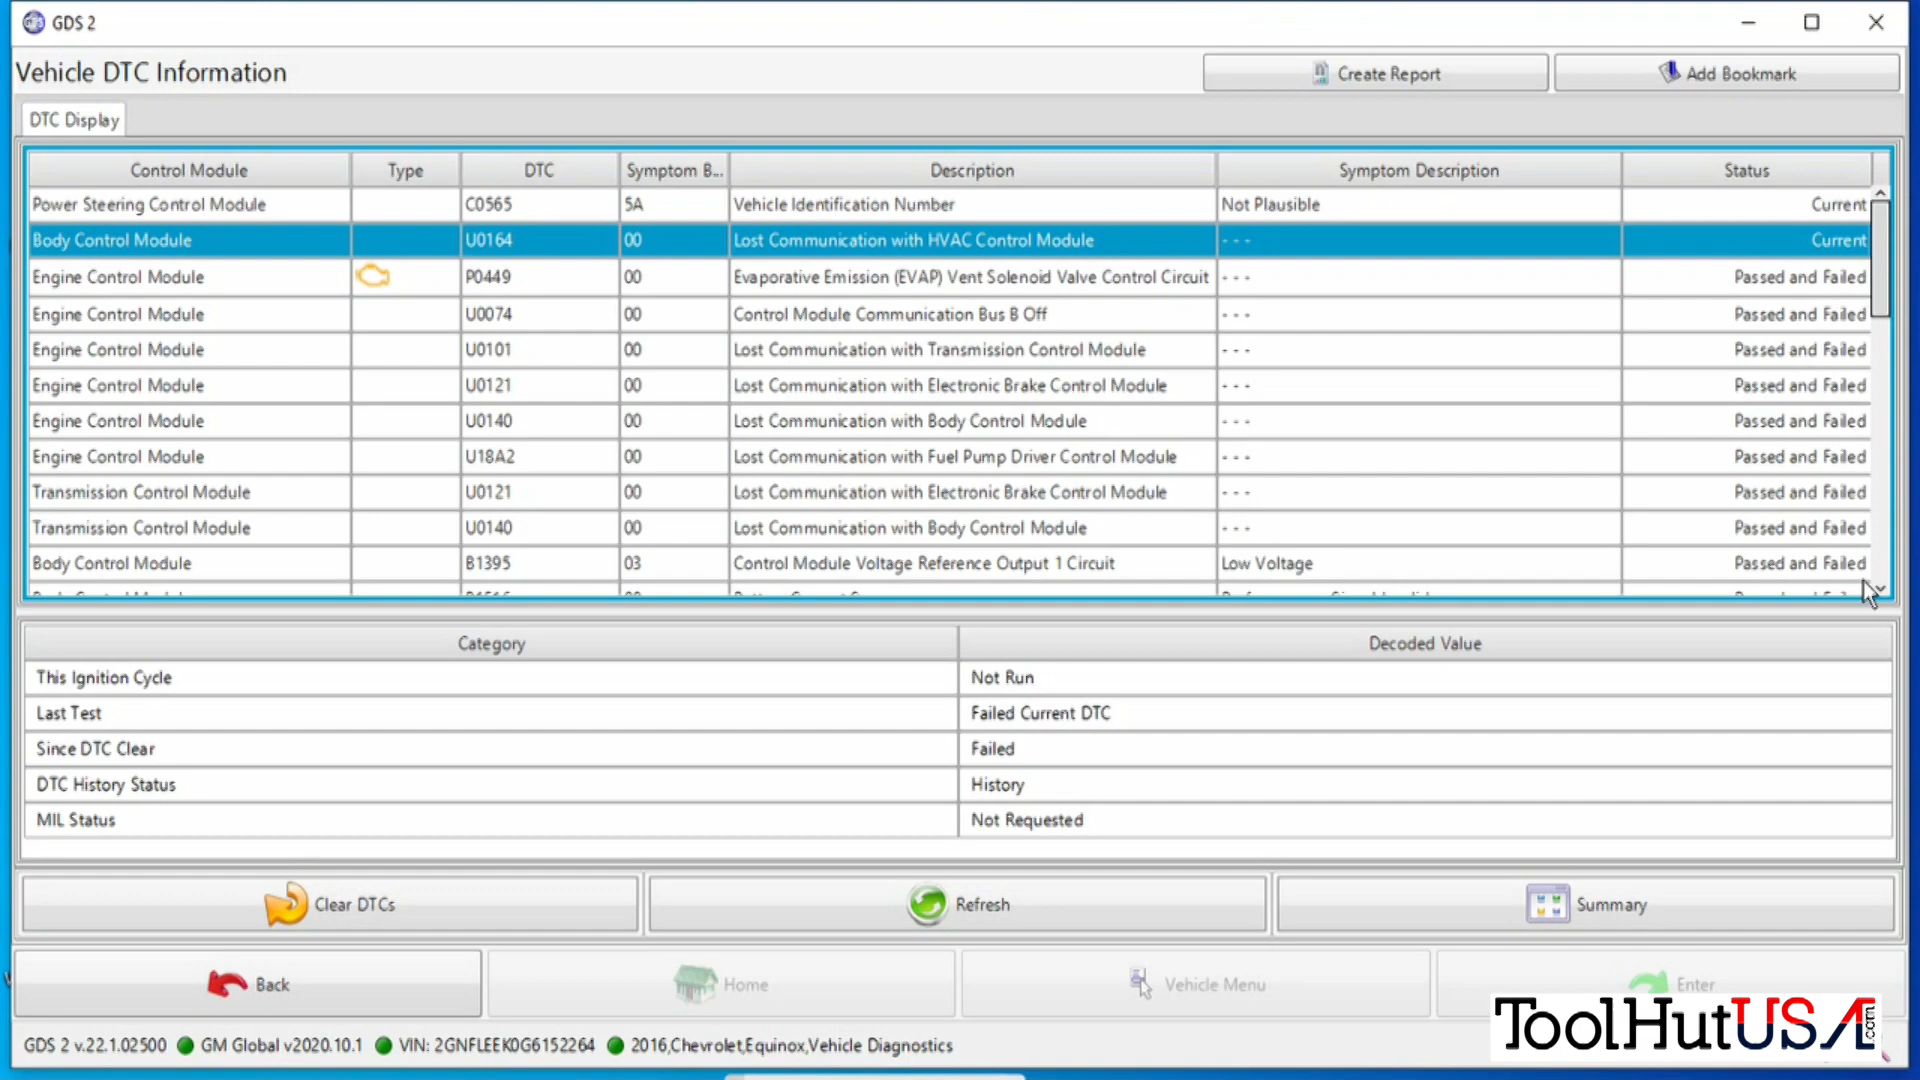 GDS 2
Vehicle DTC Information
Create Report
Add Bookmark
DTC Display
Control Module Type DTC Symptom B... Description Symptom Description Status
Power Steering Control Module C0565 5A Vehicle Identification Number Not Plausible Current
Body Control Module U0164 00 Lost Communication with HVAC Control Module - - - Current
Engine Control Module P0449 00 Evaporative Emission (EVAP) Vent Solenoid Valve Control Circuit - - - Passed and Failed
Engine Control Module U0074 00 Control Module Communication Bus B Off - - - Passed and Failed
Engine Control Module U0101 00 Lost Communication with Transmission Control Module - - - Passed and Failed
Engine Control Module U0121 00 Lost Communication with Electronic Brake Control Module - - - Passed and Failed
Engine Control Module U0140 00 Lost Communication with Body Control Module - - - Passed and Failed
Engine Control Module U18A2 00 Lost Communication with Fuel Pump Driver Control Module - - - Passed and Failed
Transmission Control Module U0121 00 Lost Communication with Electronic Brake Control Module - - - Passed and Failed
Transmission Control Module U0140 00 Lost Communication with Body Control Module - - - Passed and Failed
Body Control Module B1395 03 Control Module Voltage Reference Output 1 Circuit Low Voltage Passed and Failed
Category Decoded Value
This Ignition Cycle Not Run
Last Test Failed Current DTC
Since DTC Clear Failed
DTC History Status History
MIL Status Not Requested
Clear DTCs Refresh Summary
Back Home Vehicle Menu Enter
GDS 2 v.22.1.02500 GM Global v2020.10.1 VIN: 2GNFLEEK0G6152264 2016,Chevrolet,Equinox,Vehicle Diagnostics
ToolHutUSA.com